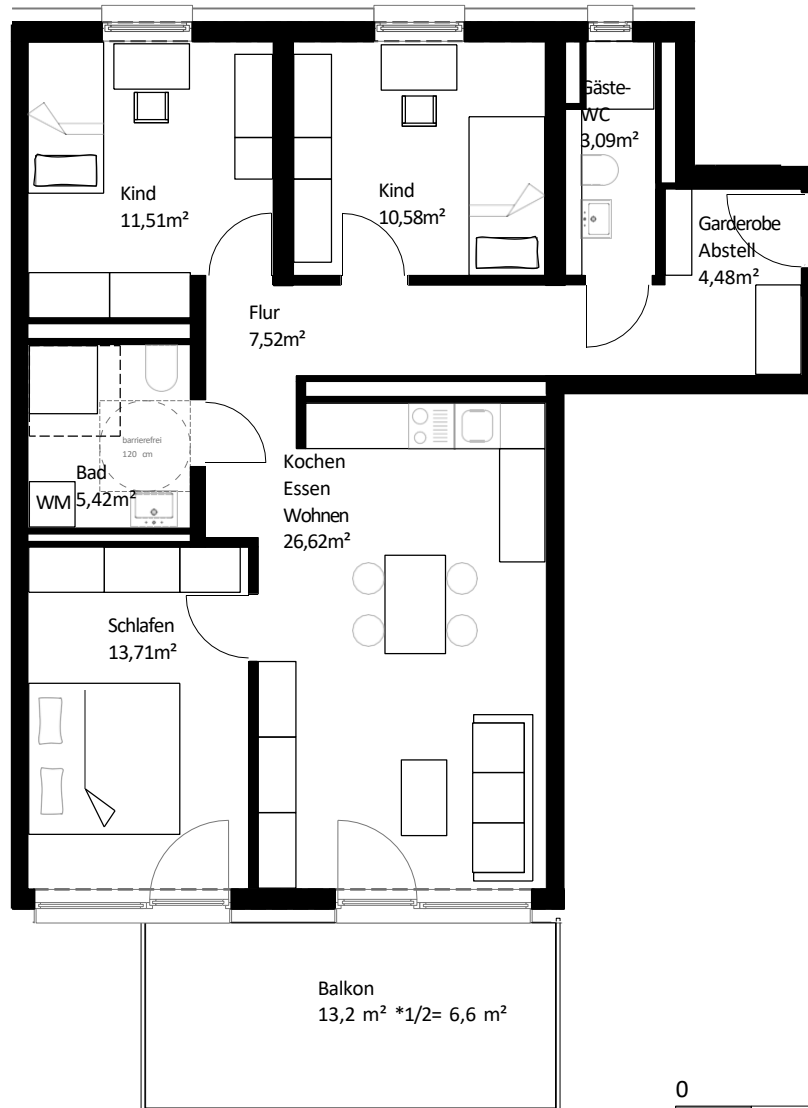 Gäste-
WC
3,09m²
Kind
11,51m²
Kind
10,58m²
Garderobe
Abstell
4,48m²
Flur
7,52m²
barrierefrei
120 cm
Bad
5,42m²
WM
Kochen
Essen
Wohnen
26,62m²
Schlafen
13,71m²
Balkon
13,2 m² *1/2= 6,6 m²
0